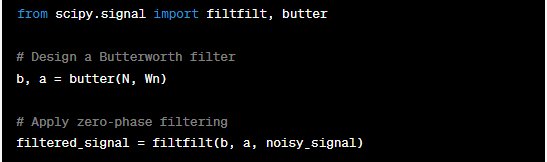 from scipy.signal import filtfilt, butter
# Design a Butterworth filter
b, a = butter(N, Wn)
# Apply zero-phase filtering
filtered_signal = filtfilt(b, a, noisy_signal)